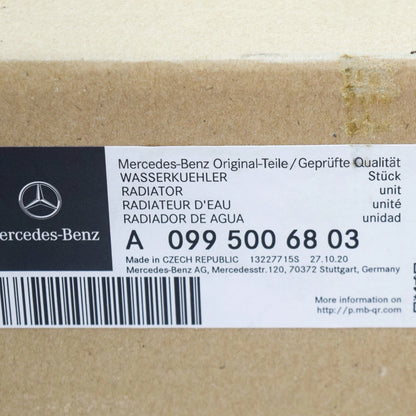 Mercedes-Benz Original-Teile/Geprüfte Qualität
WASSERKUEHLER Stück
RADIATOR unit
RADIATEUR D'EAU unité
RADIADOR DE AGUA unidad
Mercedes-Benz
A 099 500 68 03
Made in CZECH REPUBLIC 13227715S 27.10.20
Mercedes-Benz AG, Mercedesstr.120, 70372 Stuttgart, Germany
More information on
http://p.mb-qr.com/